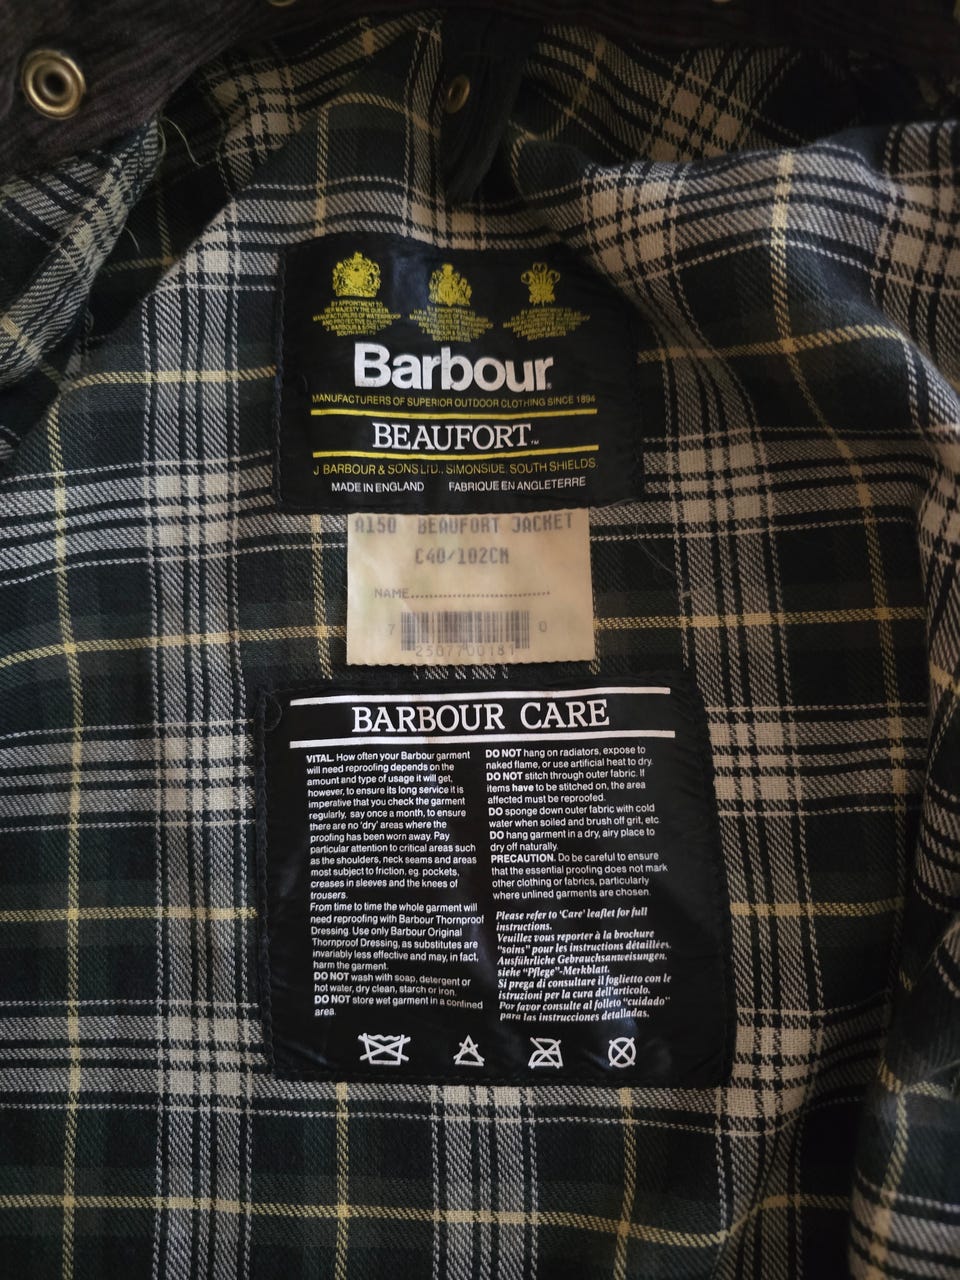 BY APPOINTMENT TO
HER MAJESTY THE QUEEN
MANUFACTURERS OF WATERPROOF
AND PROTECTIVE CLOTHING
J BARBOUR & SONS LTD
SOUTH SHIELDS
Barbour
MANUFACTURERS OF SUPERIOR OUTDOOR CLOTHING SINCE 1894
BEAUFORT™
J BARBOUR & SONS LTD., SIMONSIDE, SOUTH SHIELDS.
MADE IN ENGLAND FABRIQUE EN ANGLETERRE
A150 BEAUFORT JACKET
C40/102CM
NAME
7 2507700181 0
BARBOUR CARE
VITAL. How often your Barbour garment
will need reproofing depends on the
amount and type of usage it will get,
however, to ensure its long service it is
imperative that you check the garment
regularly, say once a month, to ensure
there are no 'dry' areas where the
proofing has been worn away. Pay
particular attention to critical areas such
as the shoulders, neck seams and areas
most subject to friction, eg. pockets,
creases in sleeves and the knees of
trousers.
From time to time the whole garment will
need reproofing with Barbour Thornproof
Dressing. Use only Barbour Original
Thornproof Dressing, as substitutes are
invariably less effective and may, in fact,
harm the garment.
DO NOT wash with soap, detergent or
hot water, dry clean, starch or iron.
DO NOT store wet garment in a confined
area.
DO NOT hang on radiators, expose to
naked flame, or use artificial heat to dry.
DO NOT stitch through outer fabric. If
items have to be stitched on, the area
affected must be reproofed.
DO sponge down outer fabric with cold
water when soiled and brush off grit, etc.
DO hang garment in a dry, airy place to
dry off naturally.
PRECAUTION. Do be careful to ensure
that the essential proofing does not mark
other clothing or fabrics, particularly
where unlined garments are chosen.
Please refer to 'Care' leaflet for full
instructions.
Veuillez vous reporter à la brochure
"soins" pour les instructions détaillées.
Ausführliche Gebrauchsanweisungen,
siehe "Pflege"-Merkblatt.
Si prega di consultare il foglietto con le
istruzioni per la cura dell'articolo.
Por favor consulte al folleto "cuidado"
para las instrucciones detalladas.